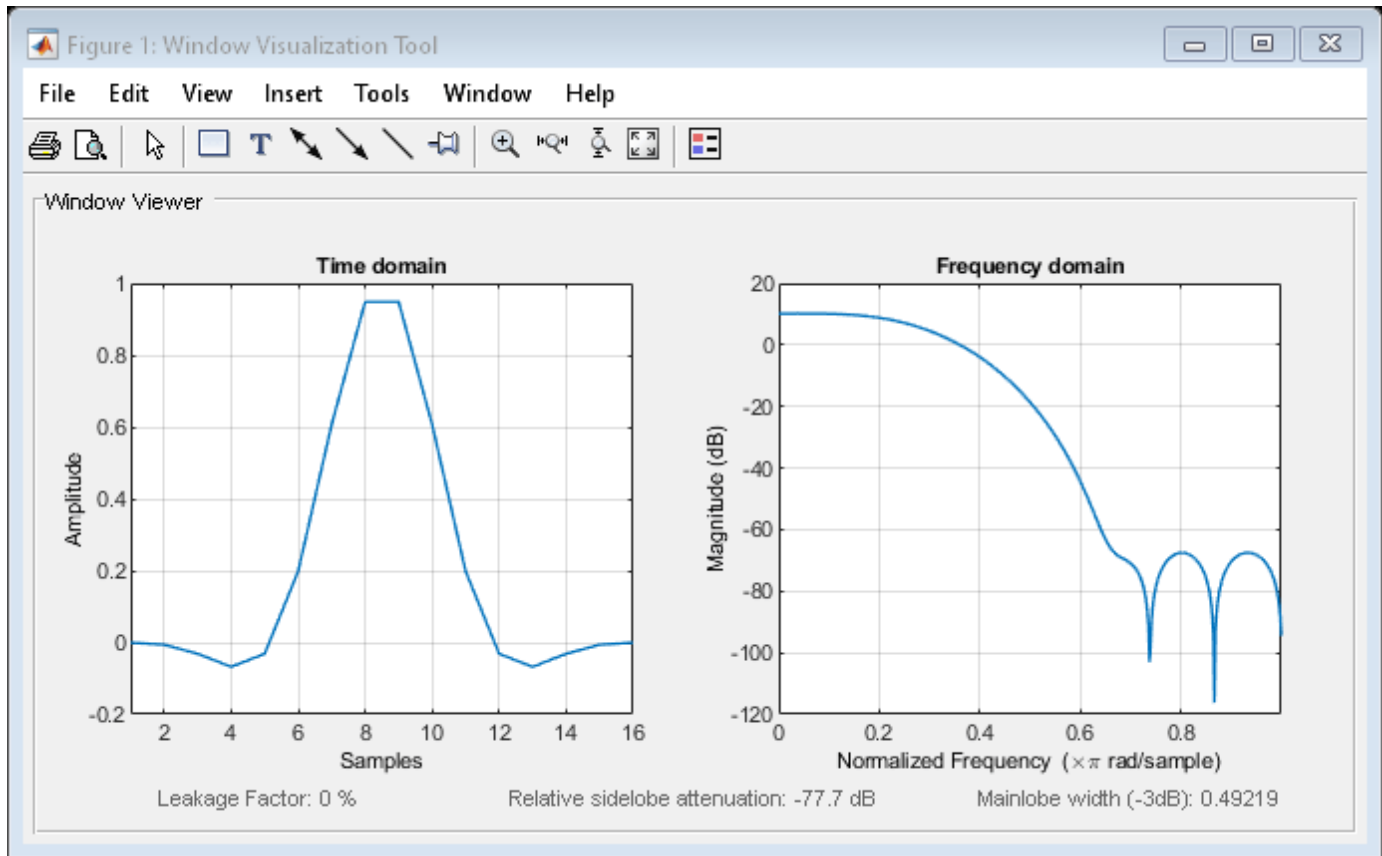 Figure 1: Window Visualization Tool
File Edit View Insert Tools Window Help
T
Window Viewer
Time domain
1
0.8
0.6
0.4
0.2
0
-0.2
Amplitude
2 4 6 8 10 12 14 16
Samples
Frequency domain
20
0
-20
-40
-60
-80
-100
-120
Magnitude (dB)
0 0.2 0.4 0.6 0.8
Normalized Frequency (×π rad/sample)
Leakage Factor: 0 % Relative sidelobe attenuation: -77.7 dB Mainlobe width (-3dB): 0.49219